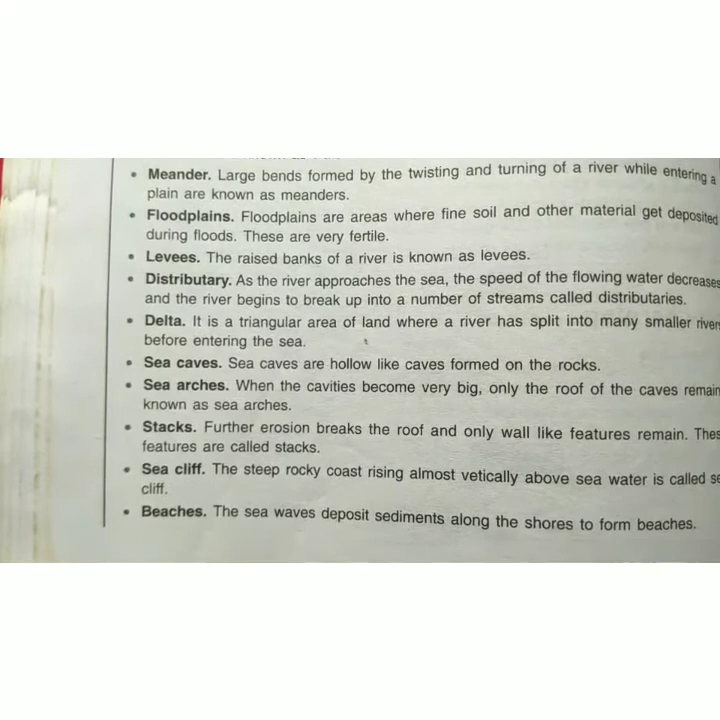 • Meander. Large bends formed by the twisting and turning of a river while entering a
plain are known as meanders.
• Floodplains. Floodplains are areas where fine soil and other material get deposited
during floods. These are very fertile.
• Levees. The raised banks of a river is known as levees.
• Distributary. As the river approaches the sea, the speed of the flowing water decreases
and the river begins to break up into a number of streams called distributaries.
• Delta. It is a triangular area of land where a river has split into many smaller rivers
before entering the sea.
• Sea caves. Sea caves are hollow like caves formed on the rocks.
• Sea arches. When the cavities become very big, only the roof of the caves remain
known as sea arches.
• Stacks. Further erosion breaks the roof and only wall like features remain. Thes
features are called stacks.
• Sea cliff. The steep rocky coast rising almost vetically above sea water is called se
cliff.
• Beaches. The sea waves deposit sediments along the shores to form beaches.